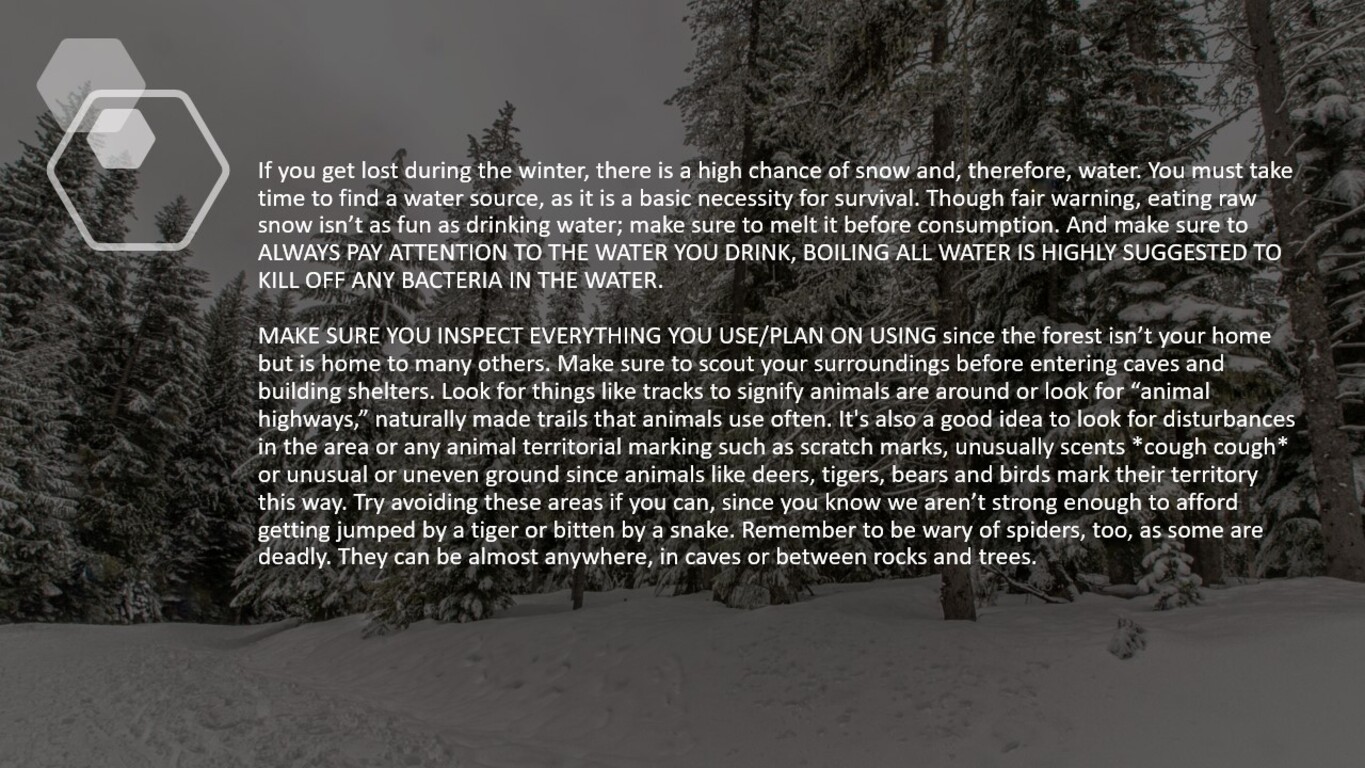 If you get lost during the winter, there is a high chance of snow and, therefore, water. You must take
time to find a water source, as it is a basic necessity for survival. Though fair warning, eating raw
snow isn’t as fun as drinking water; make sure to melt it before consumption. And make sure to
ALWAYS PAY ATTENTION TO THE WATER YOU DRINK, BOILING ALL WATER IS HIGHLY SUGGESTED TO
KILL OFF ANY BACTERIA IN THE WATER.
MAKE SURE YOU INSPECT EVERYTHING YOU USE/PLAN ON USING since the forest isn’t your home
but is home to many others. Make sure to scout your surroundings before entering caves and
building shelters. Look for things like tracks to signify animals are around or look for “animal
highways,” naturally made trails that animals use often. It's also a good idea to look for disturbances
in the area or any animal territorial marking such as scratch marks, unusually scents *cough cough*
or unusual or uneven ground since animals like deers, tigers, bears and birds mark their territory
this way. Try avoiding these areas if you can, since you know we aren’t strong enough to afford
getting jumped by a tiger or bitten by a snake. Remember to be wary of spiders, too, as some are
deadly. They can be almost anywhere, in caves or between rocks and trees.